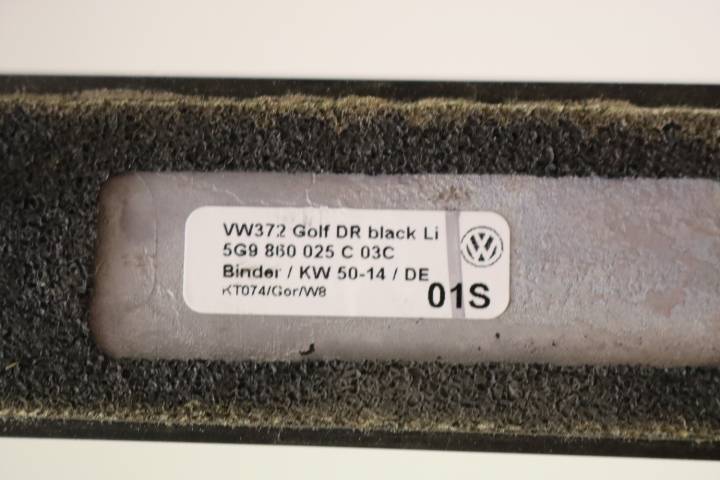 VW372 Golf DR black Li
5G9 860 025 C 03C
Binder / KW 50-14 / DE
KT074/Gor/W8
01S